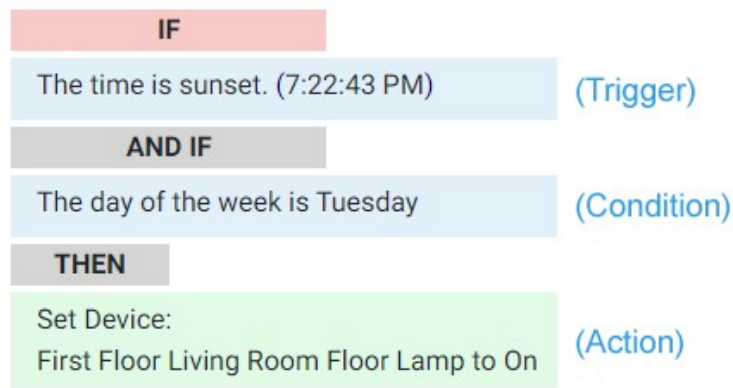 IF
The time is sunset. (7:22:43 PM)
(Trigger)
AND IF
The day of the week is Tuesday
(Condition)
THEN
Set Device:
First Floor Living Room Floor Lamp to On
(Action)